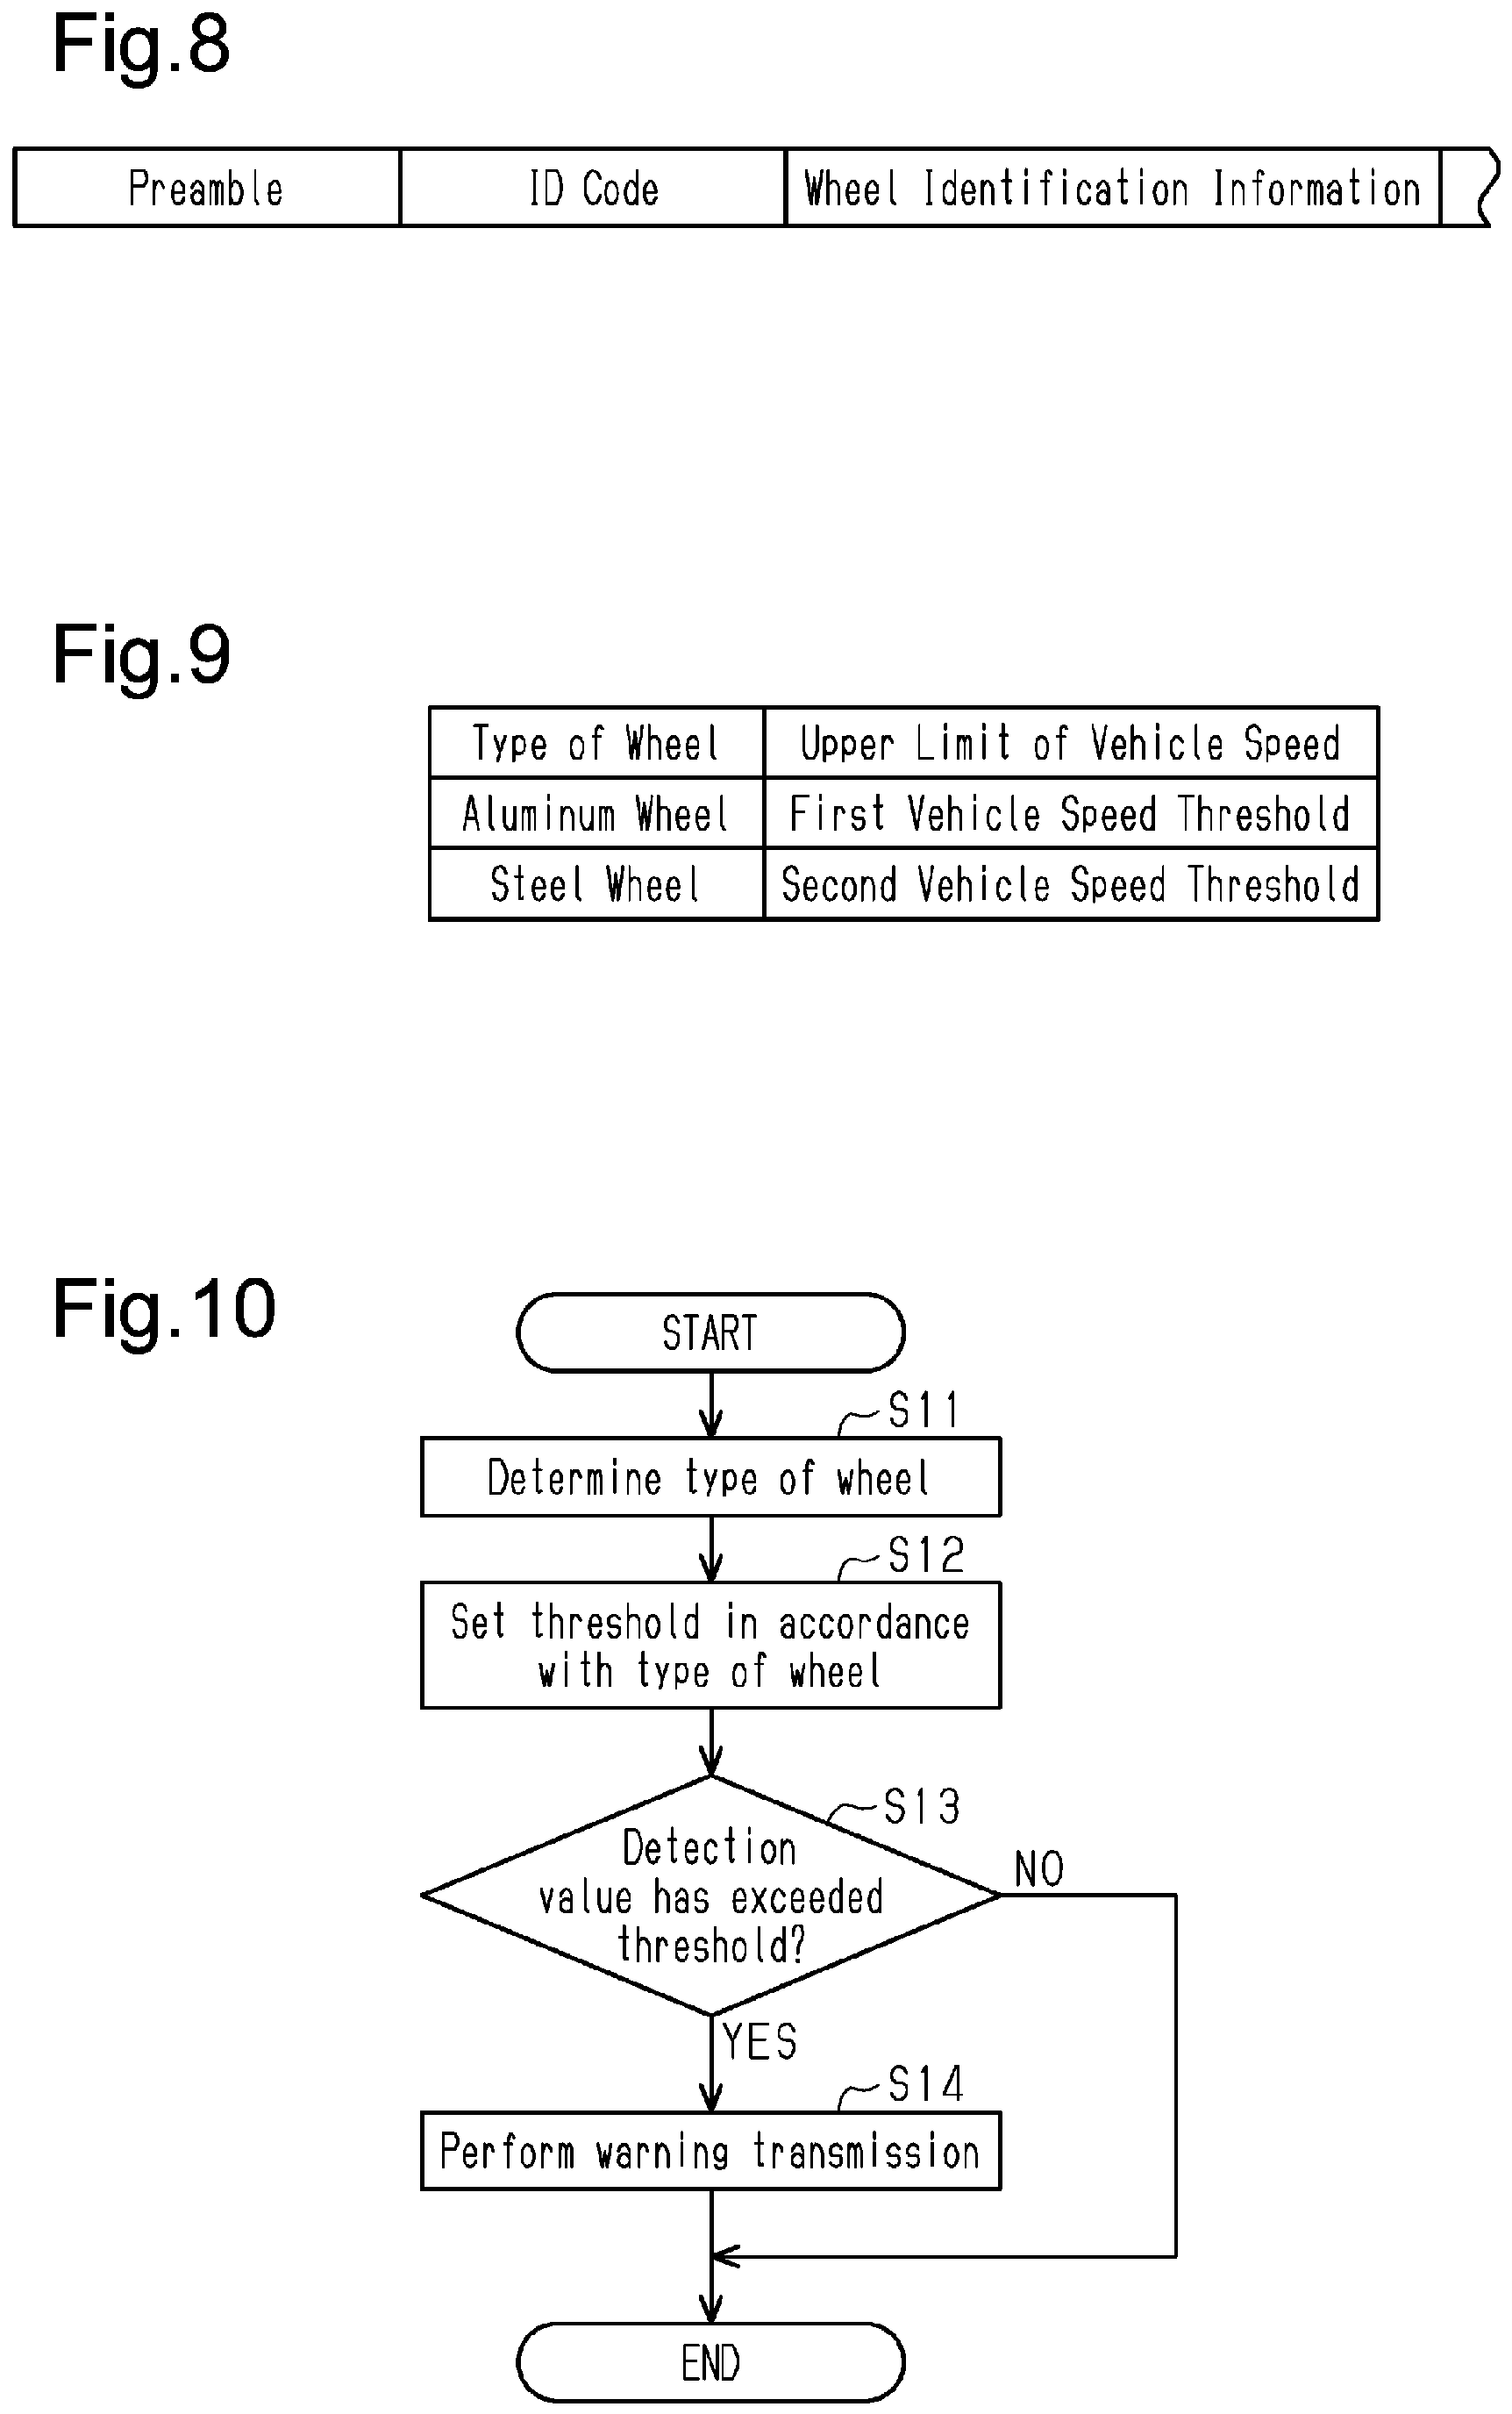 Fig.8
Preamble ID Code Wheel Identification Information
Fig.9
Type of Wheel Upper Limit of Vehicle Speed
Aluminum Wheel First Vehicle Speed Threshold
Steel Wheel Second Vehicle Speed Threshold
Fig.10
START
S11
Determine type of wheel
S12
Set threshold in accordance
with type of wheel
S13
Detection
value has exceeded
threshold?
NO
YES
S14
Perform warning transmission
END